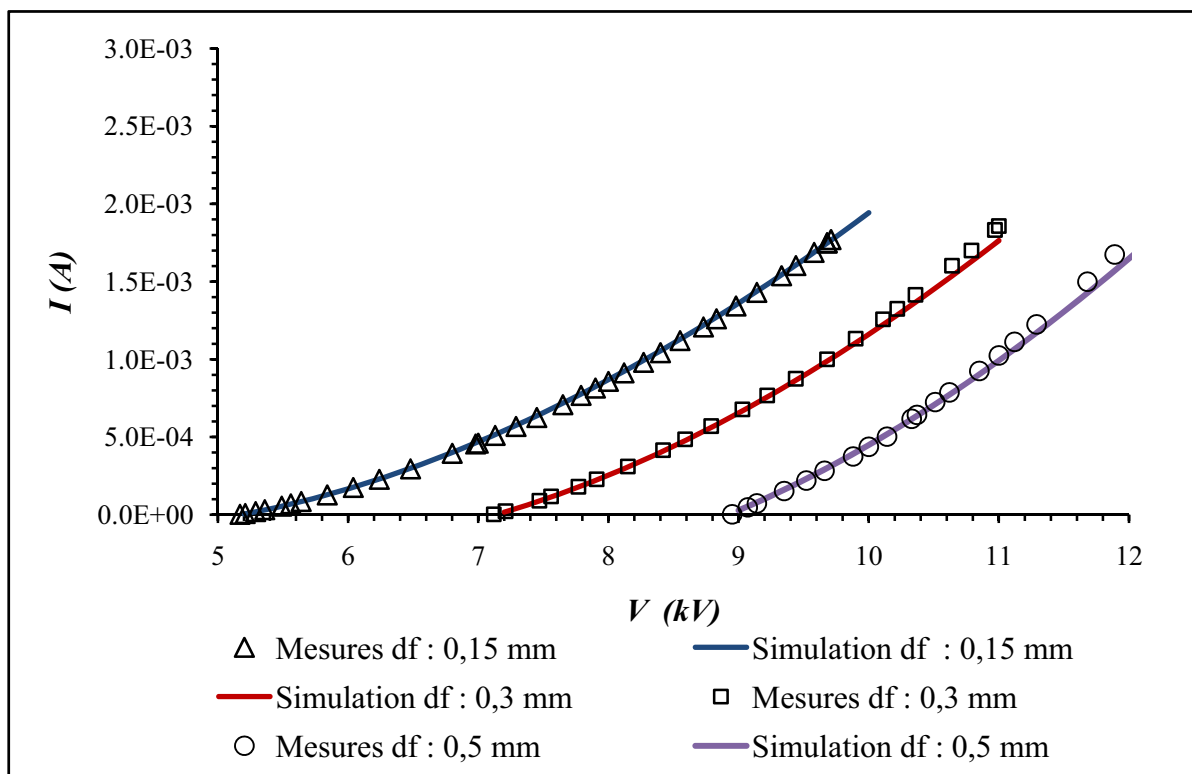 3.0E-03
2.5E-03
2.0E-03
1.5E-03
1.0E-03
5.0E-04
0.0E+00
I (A)
5 6 7 8 9 10 11 12
V (kV)
Mesures df : 0,15 mm Simulation df : 0,15 mm
Simulation df : 0,3 mm Mesures df : 0,3 mm
Mesures df : 0,5 mm Simulation df : 0,5 mm